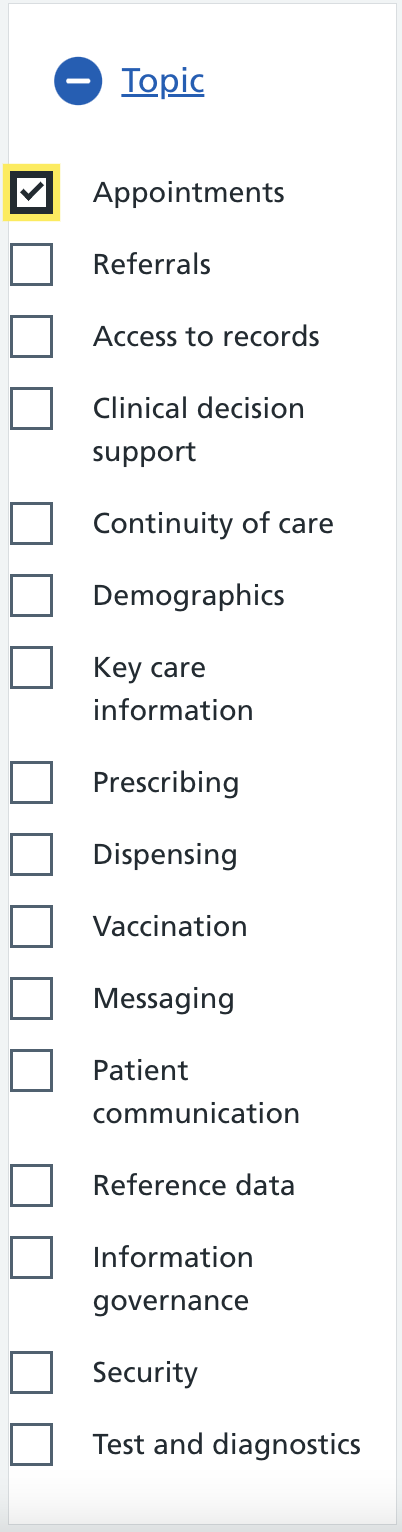 Topic
Appointments
Referrals
Access to records
Clinical decision
support
Continuity of care
Demographics
Key care
information
Prescribing
Dispensing
Vaccination
Messaging
Patient
communication
Reference data
Information
governance
Security
Test and diagnostics